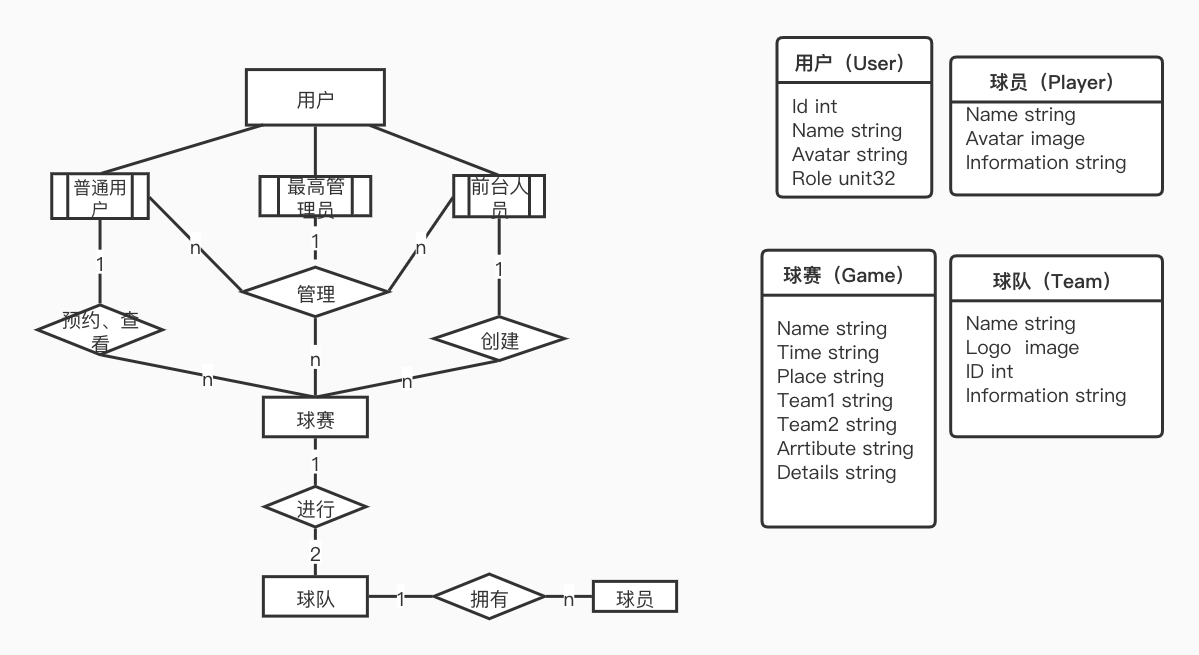 用户
普通用
户
最高管
理员
前台人
员
n
1
n
1
1
管理
预约、查
看
创建
n
n
n
球赛
1
进行
2
球队
1
拥有
n
球员
用户（User）
Id int
Name string
Avatar string
Role unit32
球员（Player）
Name string
Avatar image
Information string
球赛（Game）
Name string
Time string
Place string
Team1 string
Team2 string
Arrtibute string
Details string
球队（Team）
Name string
Logo  image
ID int
Information string